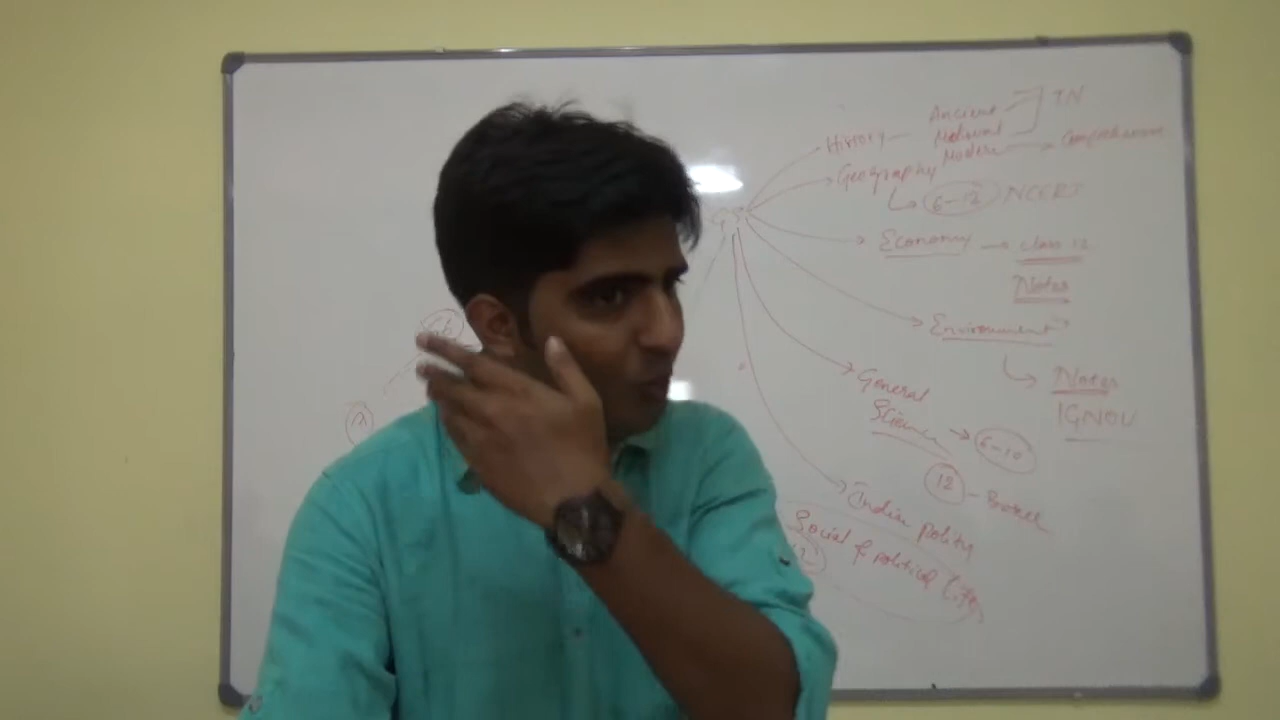 History
Ancient
TN
Medieval
Modern
Geography
6-12 NCERT
Economy → class 12
Notes
Environment
Notes
IGNOU
General
Science → 6-10
12
Indian polity
Social & political life